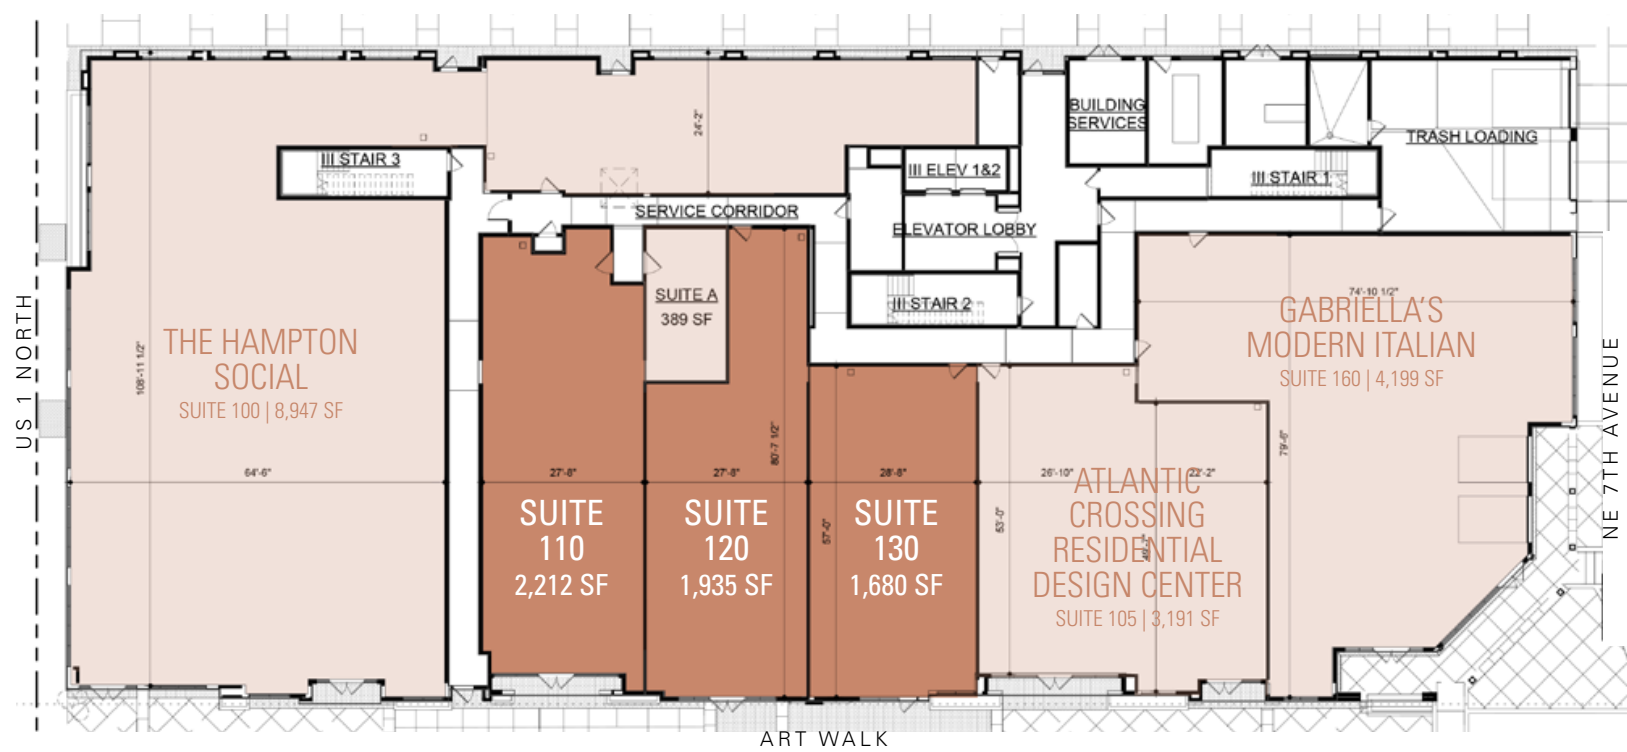 BUILDING
SERVICES
TRASH LOADING
24'-2"
III STAIR 3
III ELEV 1&2
III STAIR 1
SERVICE CORRIDOR
ELEVATOR LOBBY
SUITE A
389 SF
III STAIR 2
74'-10 1/2"
GABRIELLA'S
MODERN ITALIAN
SUITE 160 | 4,199 SF
THE HAMPTON
SOCIAL
SUITE 100 | 8,947 SF
108'-11 1/2"
US 1 NORTH
NE 7TH AVENUE
80'-7 1/2"
79'-6"
64'-6"
27'-8"
27'-8"
28'-8"
26'-10"
22'-2"
57'-0"
53'-0"
SUITE
110
2,212 SF
SUITE
120
1,935 SF
SUITE
130
1,680 SF
ATLANTIC
CROSSING
RESIDENTIAL
DESIGN CENTER
SUITE 105 | 3,191 SF
ART WALK